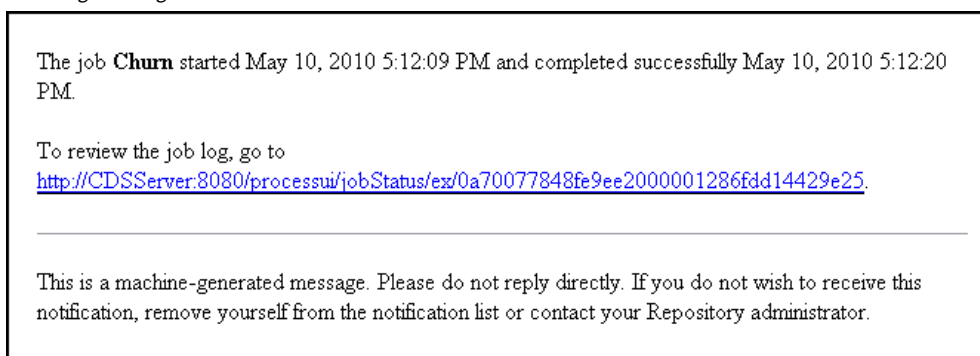 The job Churn started May 10, 2010 5:12:09 PM and completed successfully May 10, 2010 5:12:20
PM.
To review the job log, go to
http://CDSServer:8080/processui/jobStatus/ex/0a70077848fe9ee2000001286fdd14429e25.
This is a machine-generated message. Please do not reply directly. If you do not wish to receive this
notification, remove yourself from the notification list or contact your Repository administrator.